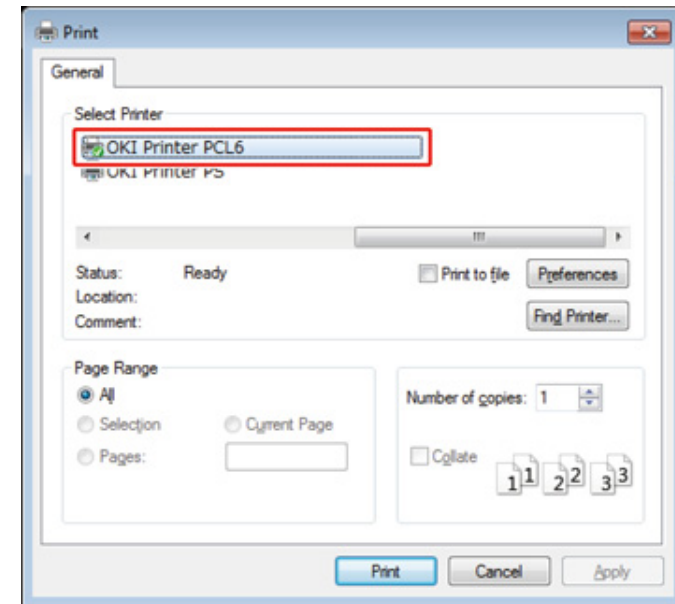 Print
General
Select Printer
OKI Printer PCL6
OKI Printer PS
Status: Ready
Print to file Preferences
Location:
Comment:
Find Printer...
Page Range
All
Selection Current Page
Pages:
Number of copies: 1
Collate
1 1 2 2 3 3
Print Cancel Apply